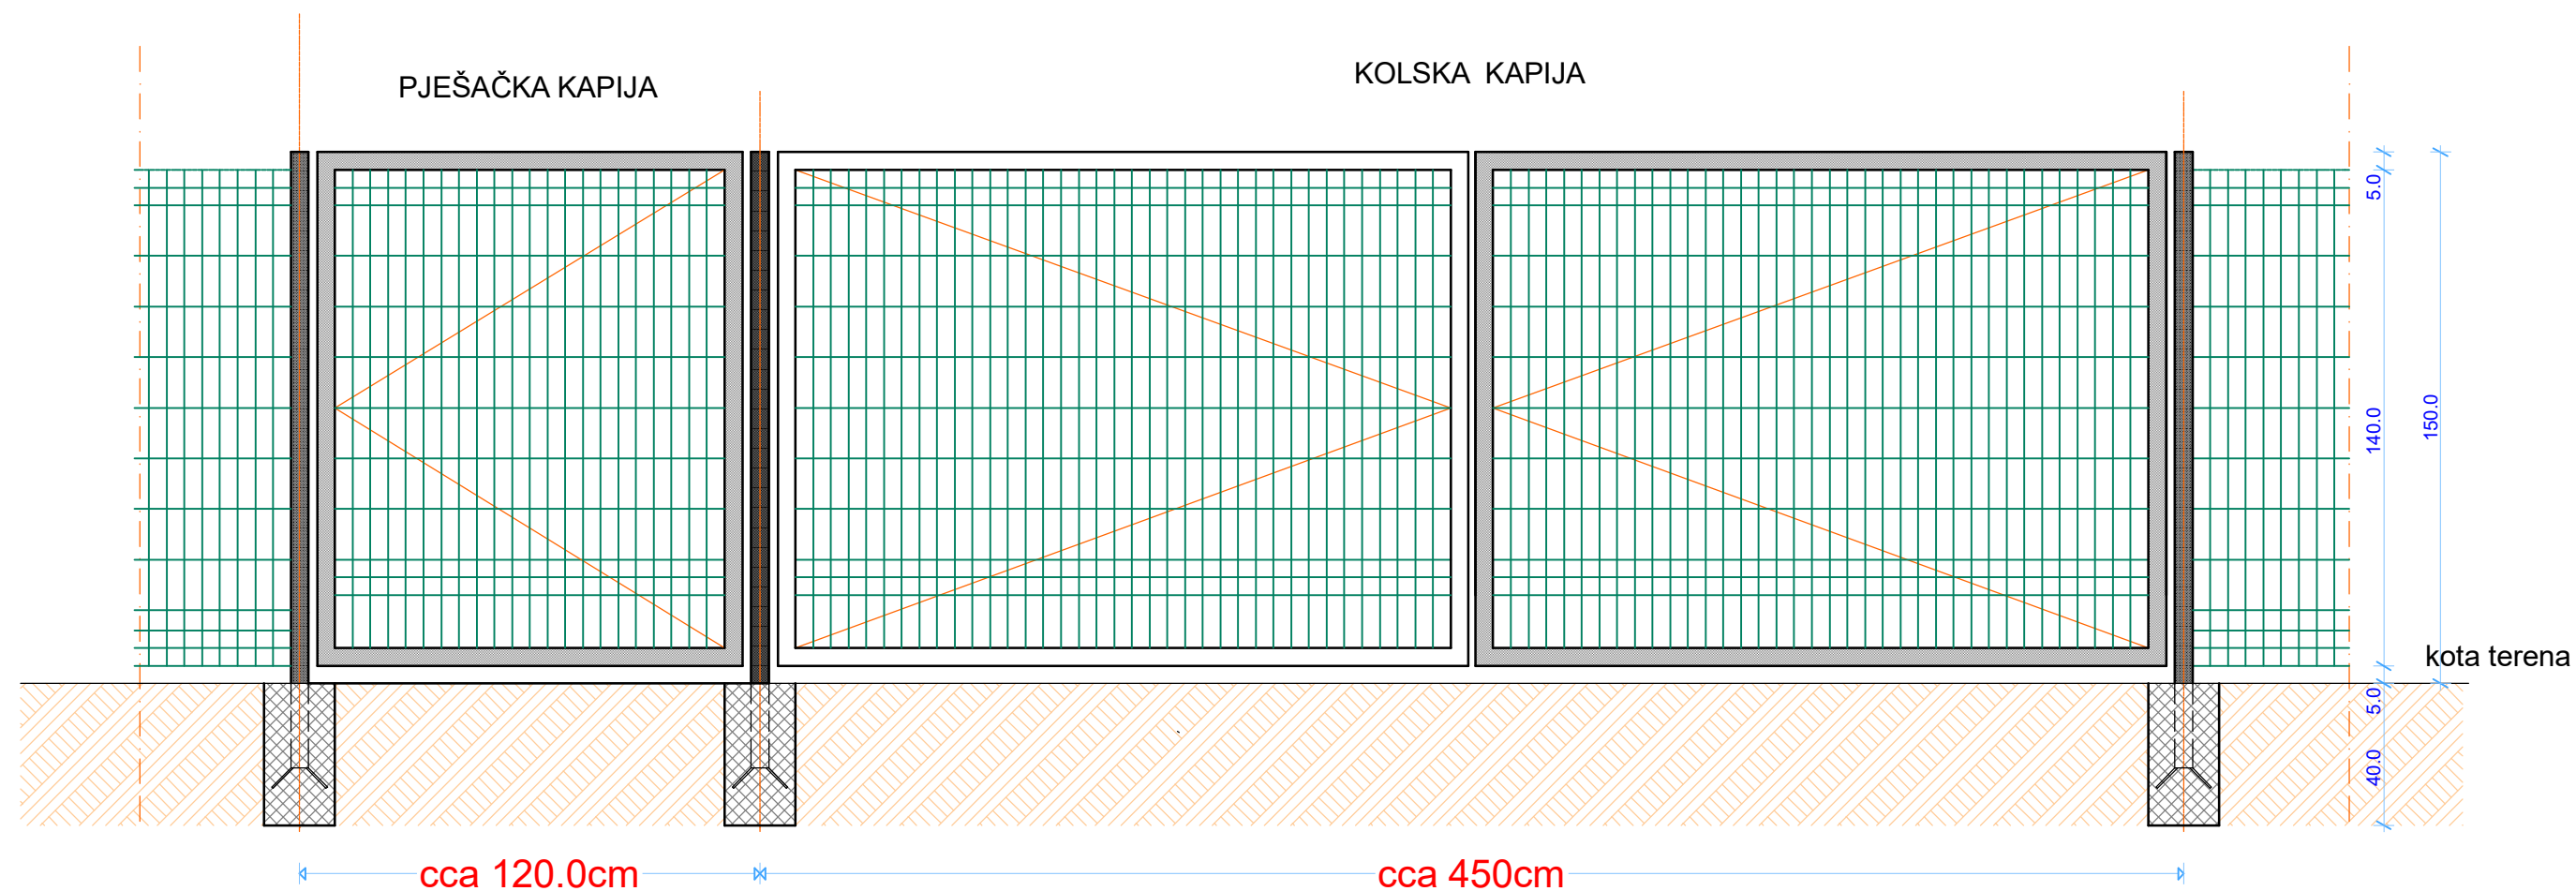 PJEŠAČKA KAPIJA
KOLSKA KAPIJA
5.0
140.0
150.0
kota terena
5.0
40.0
cca 120.0cm
cca 450cm